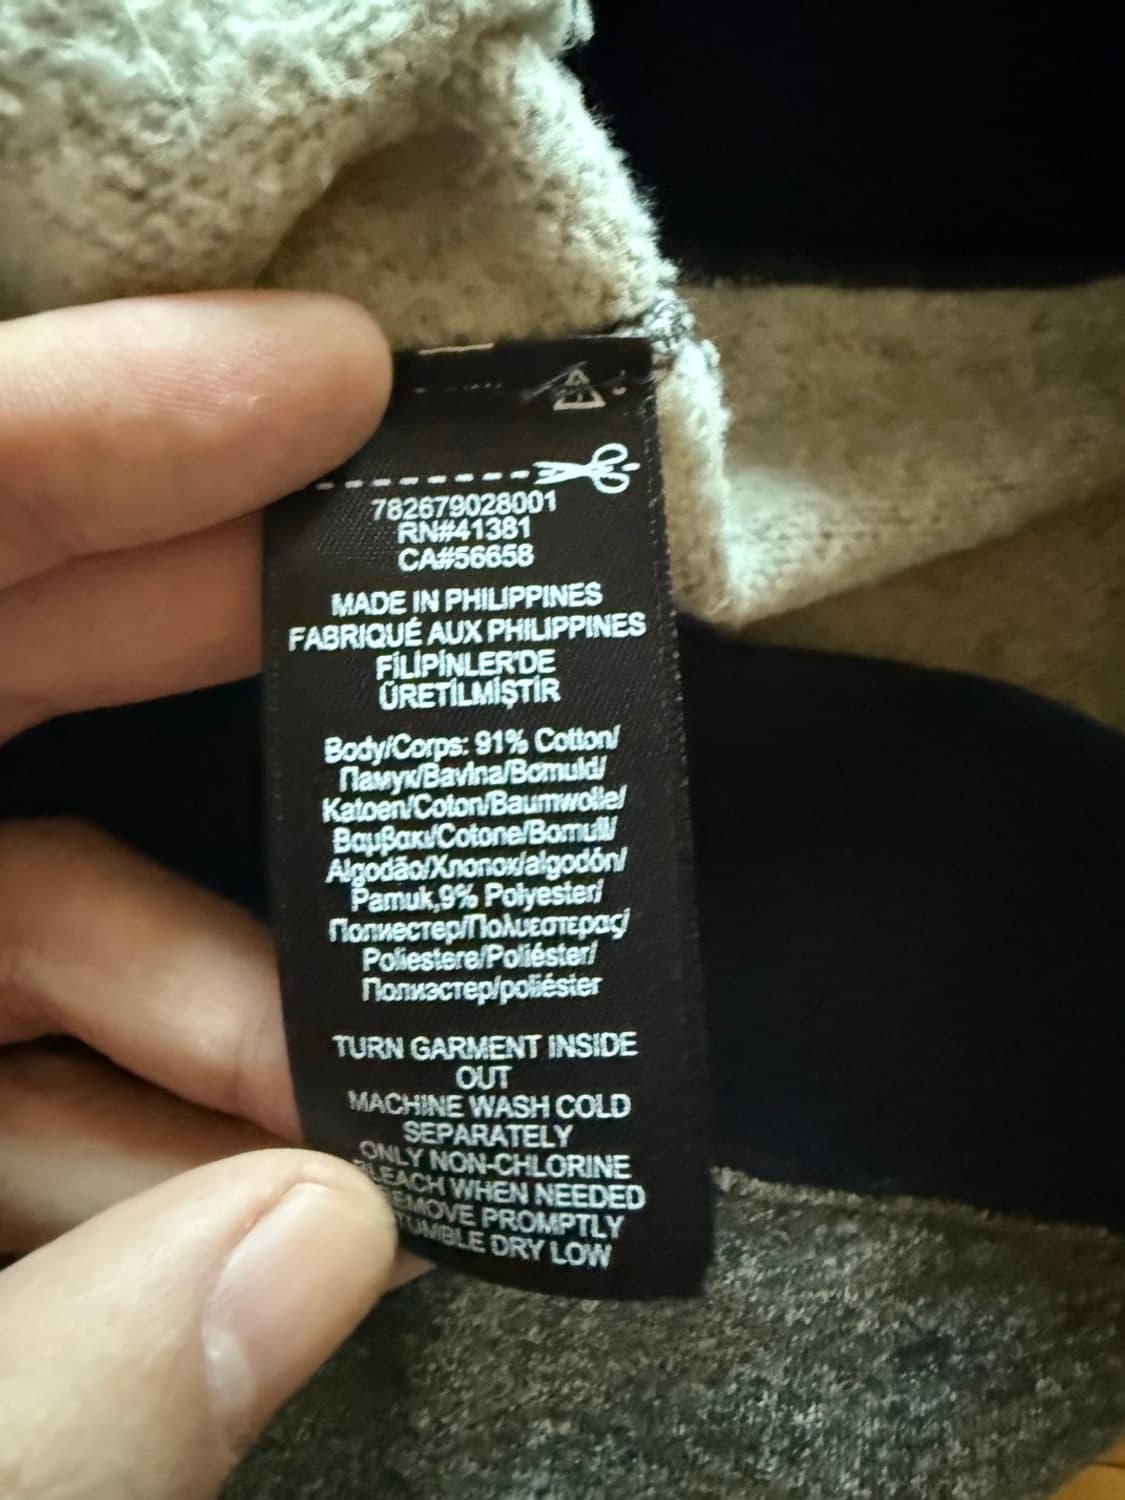 782679028001
RN#41381
CA#56658
MADE IN PHILIPPINES
FABRIQUÉ AUX PHILIPPINES
FİLİPİNLER'DE
ÜRETİLMİŞTİR
Body/Corps: 91% Cotton/
Памук/Bavlna/Bomuld/
Katoen/Coton/Baumwolle/
Βαμβακι/Cotone/Bomull/
Algodão/Хлопок/algodón/
Pamuk,9% Polyester/
Полиестер/Πολυεστερας/
Poliestere/Poliéster/
Полиэстер/poliéster
TURN GARMENT INSIDE
OUT
MACHINE WASH COLD
SEPARATELY
ONLY NON-CHLORINE
BLEACH WHEN NEEDED
REMOVE PROMPTLY
TUMBLE DRY LOW